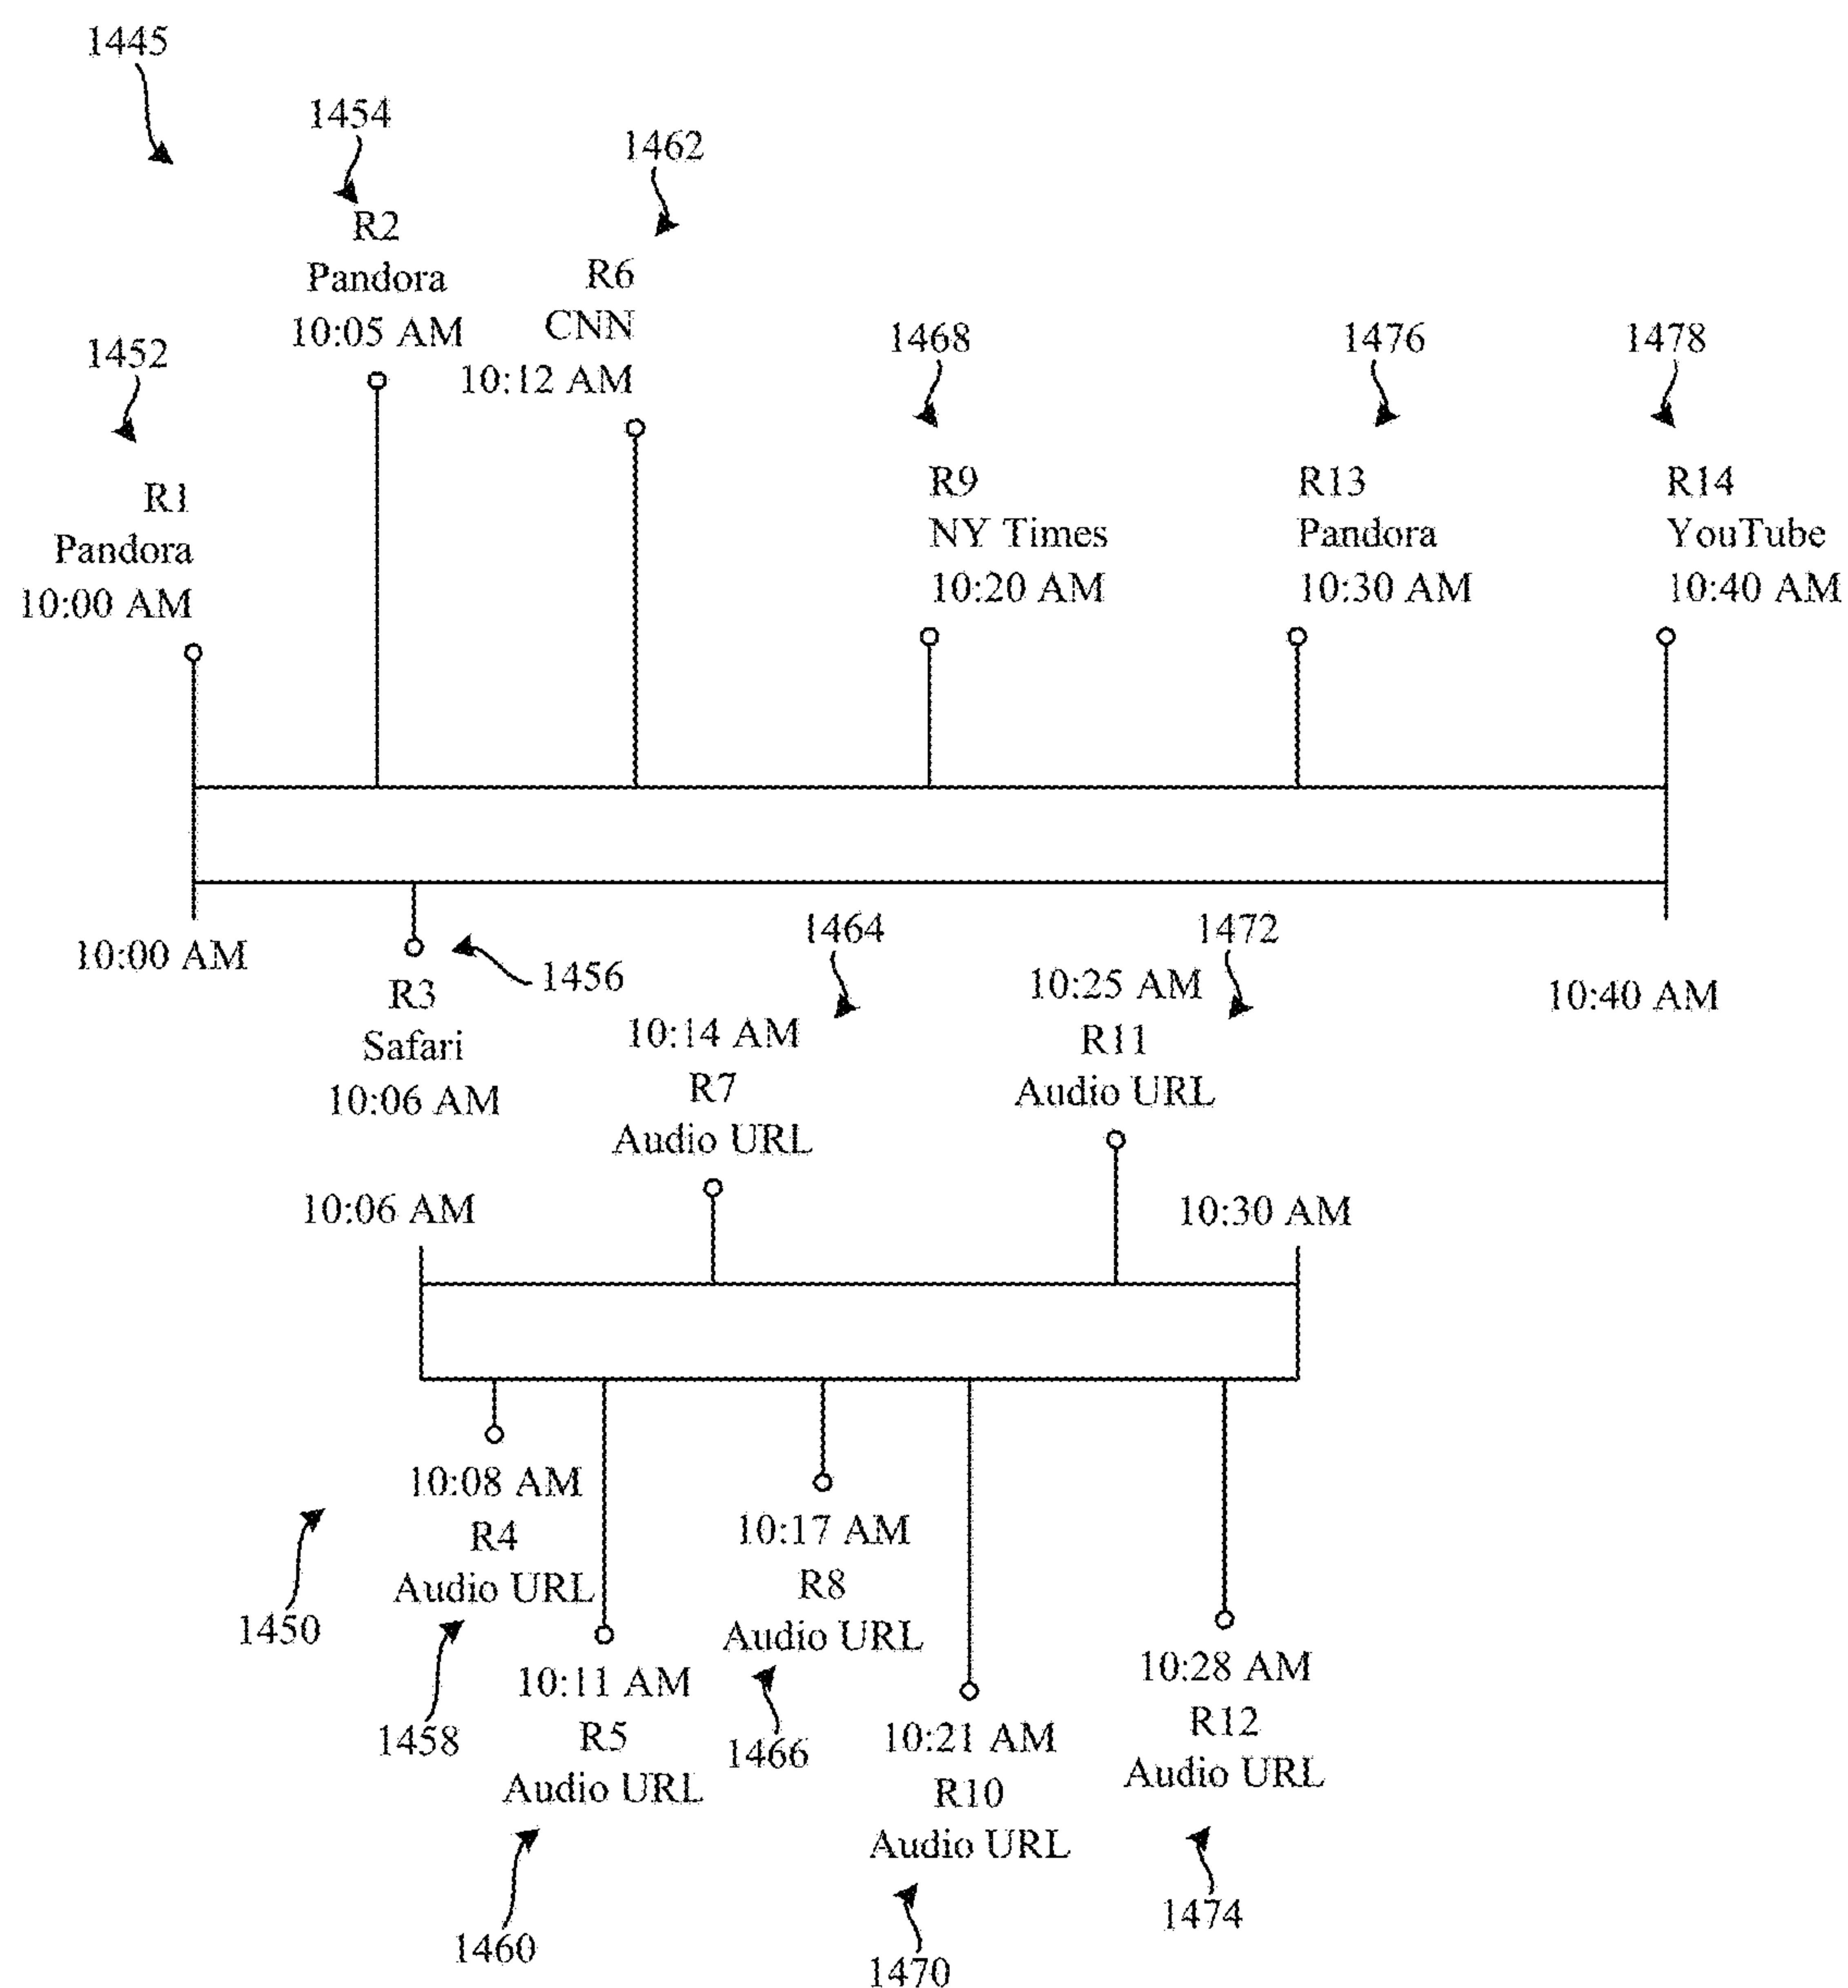 1445
1454
R2
Pandora
10:05 AM
1462
R6
CNN
10:12 AM
1452
R1
Pandora
10:00 AM
1468
R9
NY Times
10:20 AM
1476
R13
Pandora
10:30 AM
1478
R14
YouTube
10:40 AM
10:00 AM
10:40 AM
1456
R3
Safari
10:06 AM
1464
10:14 AM
R7
Audio URL
1472
10:25 AM
R11
Audio URL
10:06 AM
10:30 AM
1450
10:08 AM
R4
Audio URL
1458
10:11 AM
R5
Audio URL
1460
10:17 AM
R8
Audio URL
1466
10:21 AM
R10
Audio URL
1470
10:28 AM
R12
Audio URL
1474